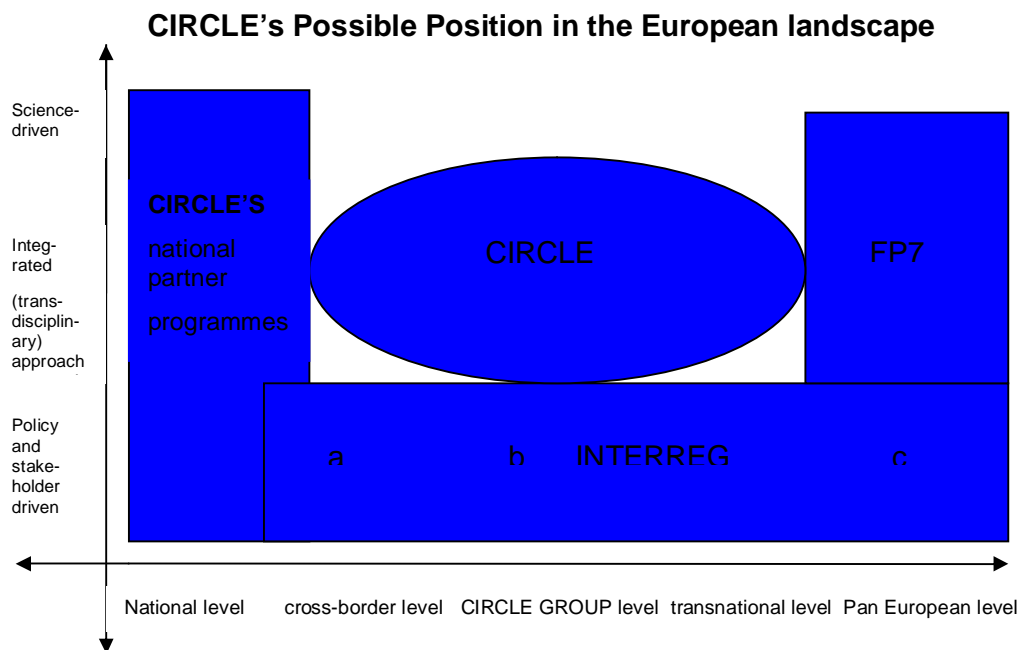 CIRCLE's Possible Position in the European landscape
Science-
driven
Integ-
rated
(trans-
disciplin-
ary)
approach
Policy
and
stake-
holder
driven
CIRCLE'S
national
partner
programmes
CIRCLE
FP7
a b INTERREG c
National level cross-border level CIRCLE GROUP level transnational level Pan European level